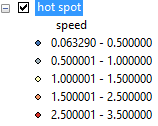 hot spot
speed
0.063290 - 0.500000
0.500001 - 1.000000
1.000001 - 1.500000
1.500001 - 2.500000
2.500001 - 3.500000